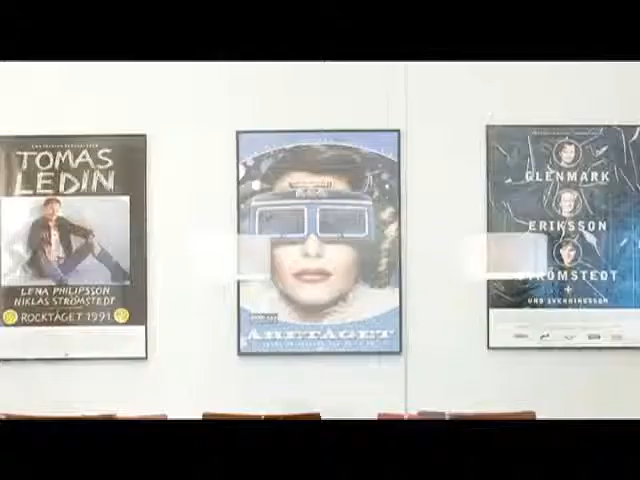 TOMAS
LEDIN
LENA PHILIPSSON
NIKLAS STRÖMSTEDT
ROCKTÅGET 1991
ÅRETÅGET
GLENMARK
ERIKSSON
STRÖMSTEDT
+
UNO SVENNINGSSON